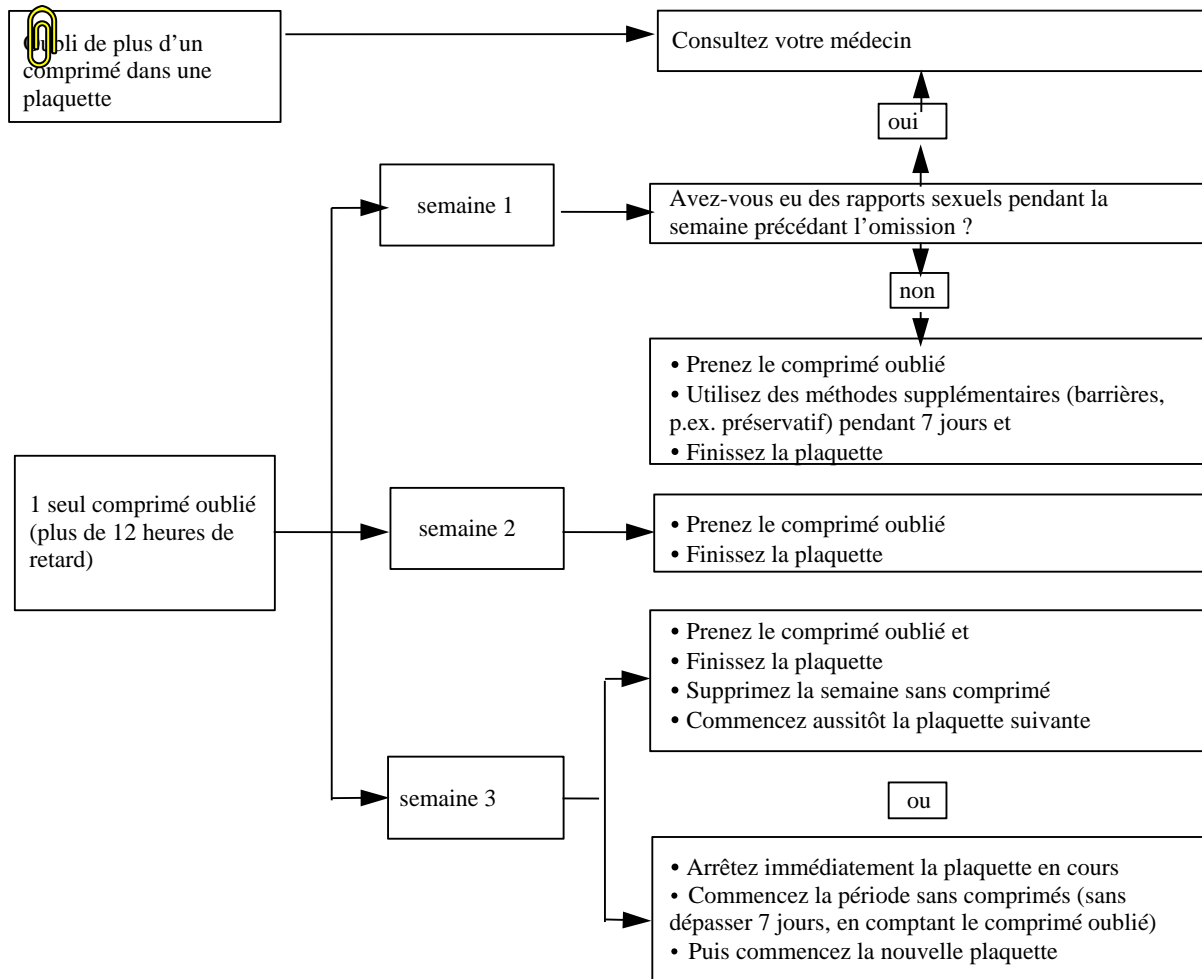 bli de plus d’un
comprimé dans une
plaquette
Consultez votre médecin
oui
semaine 1
Avez-vous eu des rapports sexuels pendant la
semaine précédant l’omission ?
non
• Prenez le comprimé oublié
• Utilisez des méthodes supplémentaires (barrières,
p.ex. préservatif) pendant 7 jours et
• Finissez la plaquette
1 seul comprimé oublié
(plus de 12 heures de
retard)
semaine 2
• Prenez le comprimé oublié
• Finissez la plaquette
• Prenez le comprimé oublié et
• Finissez la plaquette
• Supprimez la semaine sans comprimé
• Commencez aussitôt la plaquette suivante
semaine 3
ou
• Arrêtez immédiatement la plaquette en cours
• Commencez la période sans comprimés (sans
dépasser 7 jours, en comptant le comprimé oublié)
• Puis commencez la nouvelle plaquette